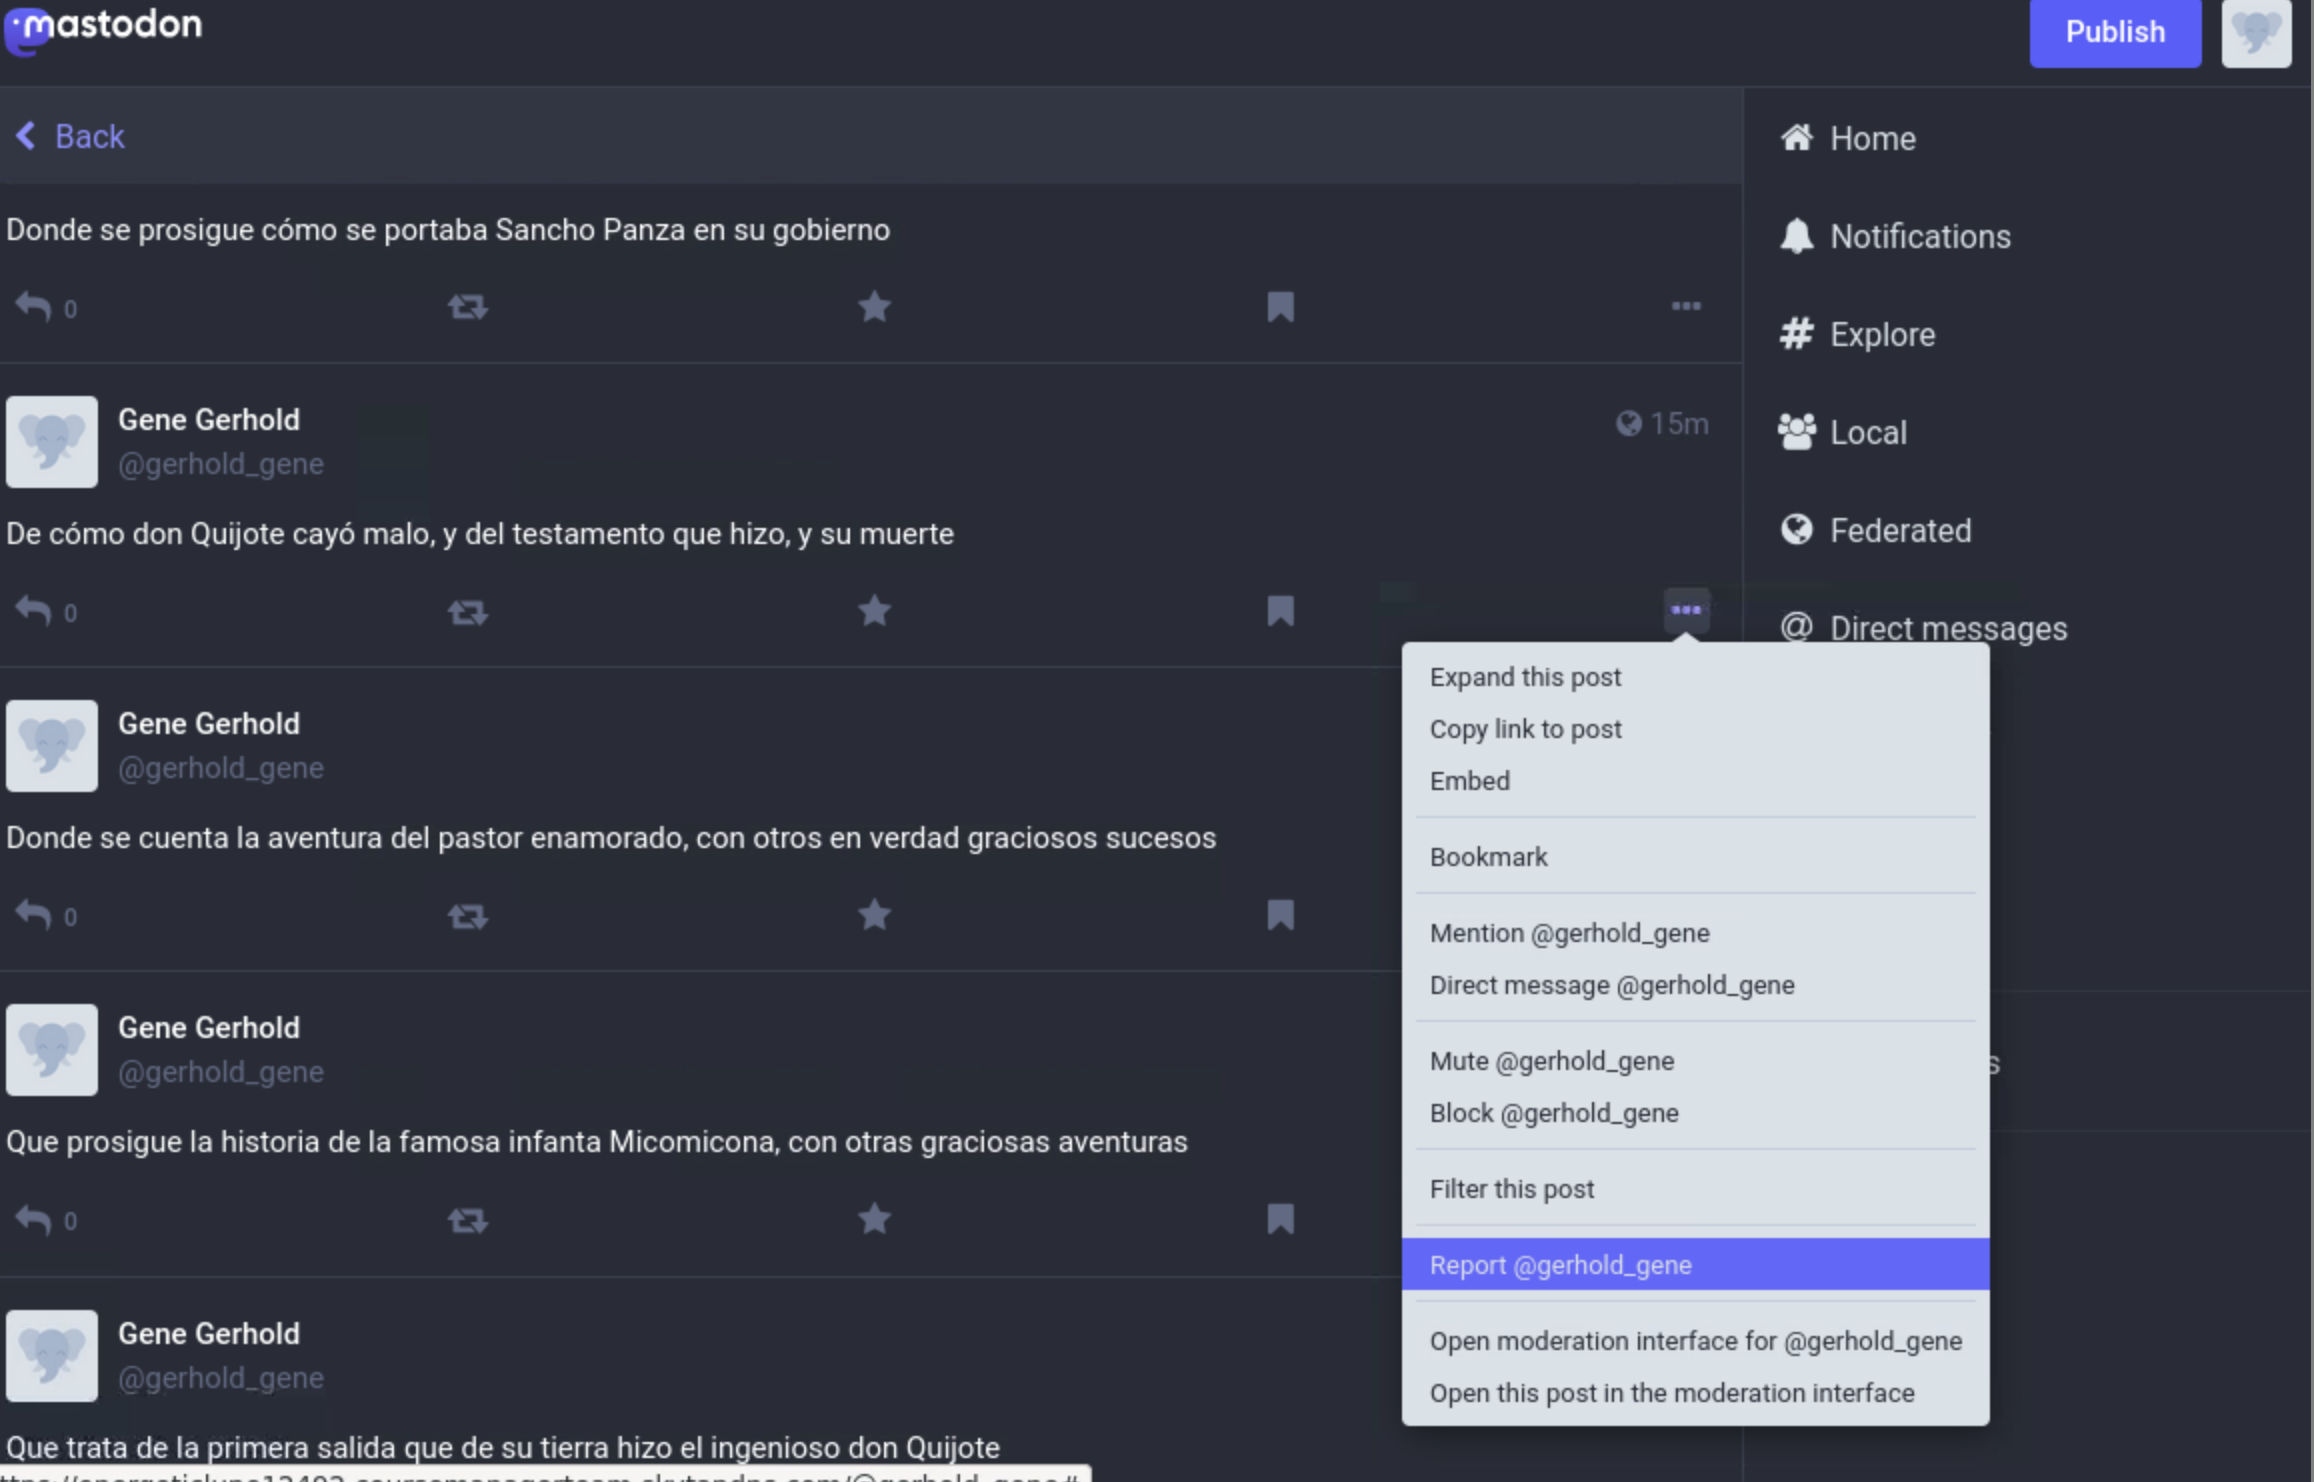 mastodon
Publish
Back
Donde se prosigue cómo se portaba Sancho Panza en su gobierno
0
Gene Gerhold
15m
@gerhold_gene
De cómo don Quijote cayó malo, y del testamento que hizo, y su muerte
0
Gene Gerhold
@gerhold_gene
Donde se cuenta la aventura del pastor enamorado, con otros en verdad graciosos sucesos
0
Gene Gerhold
@gerhold_gene
Que prosigue la historia de la famosa infanta Micomicona, con otras graciosas aventuras
0
Gene Gerhold
@gerhold_gene
Que trata de la primera salida que de su tierra hizo el ingenioso don Quijote
Home
Notifications
Explore
Local
Federated
@ Direct messages
Expand this post
Copy link to post
Embed
Bookmark
Mention @gerhold_gene
Direct message @gerhold_gene
Mute @gerhold_gene
Block @gerhold_gene
Filter this post
Report @gerhold_gene
Open moderation interface for @gerhold_gene
Open this post in the moderation interface